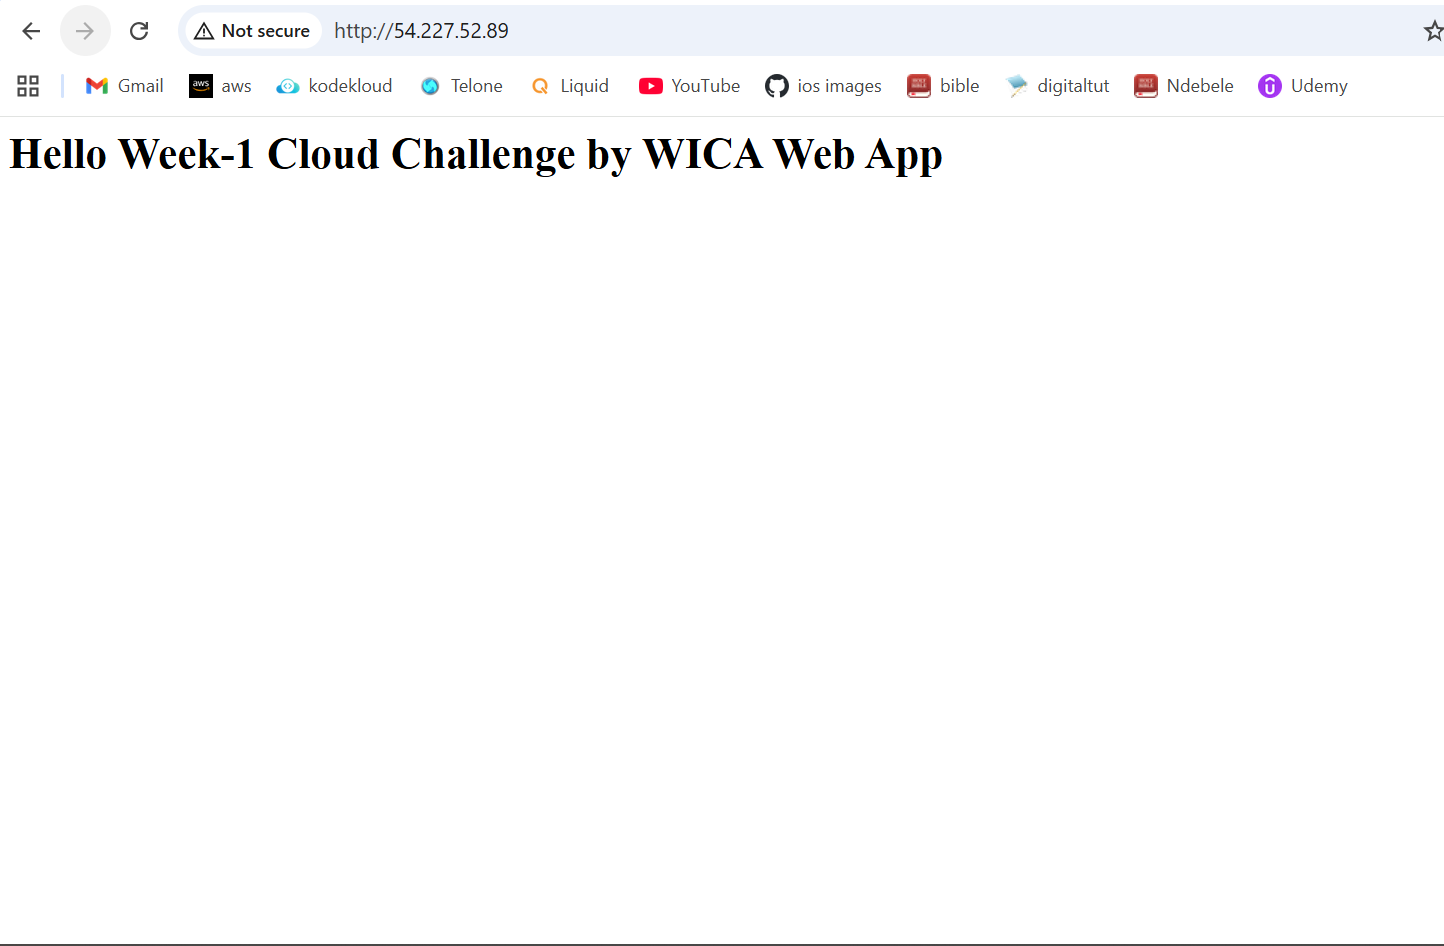 Not secure http://54.227.52.89
Gmail aws aws kodekloud Telone Liquid YouTube ios images bible digitaltut Ndebele Udemy
Hello Week-1 Cloud Challenge by WICA Web App